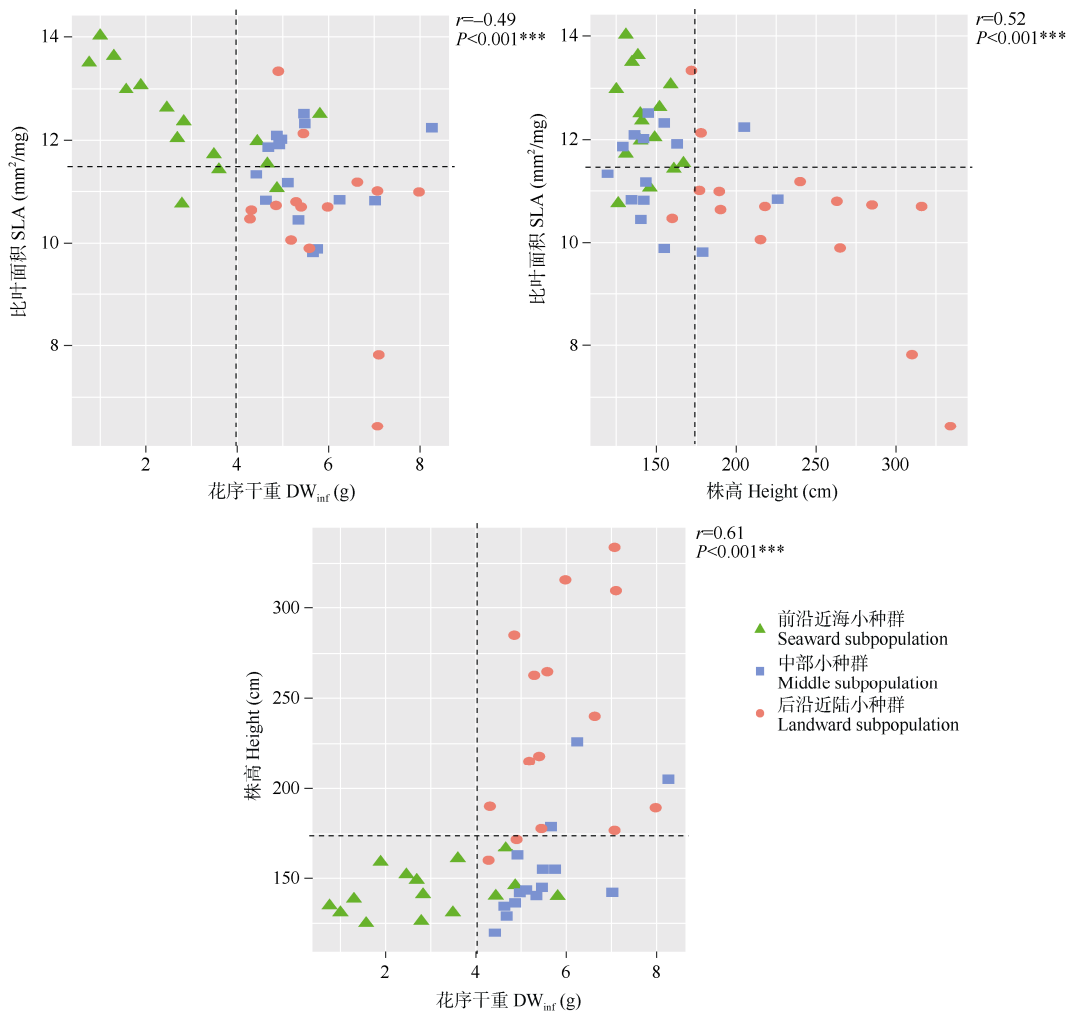 r=–0.49
P<0.001***
14
12
10
8
比叶面积 SLA (mm²/mg)
2
4
6
8
花序干重 DWinf (g)
r=0.52
P<0.001***
14
12
10
8
比叶面积 SLA (mm²/mg)
150
200
250
300
株高 Height (cm)
r=0.61
P<0.001***
300
250
200
150
株高 Height (cm)
2
4
6
8
花序干重 DWinf (g)
前沿近海小种群
Seaward subpopulation
中部小种群
Middle subpopulation
后沿近陆小种群
Landward subpopulation